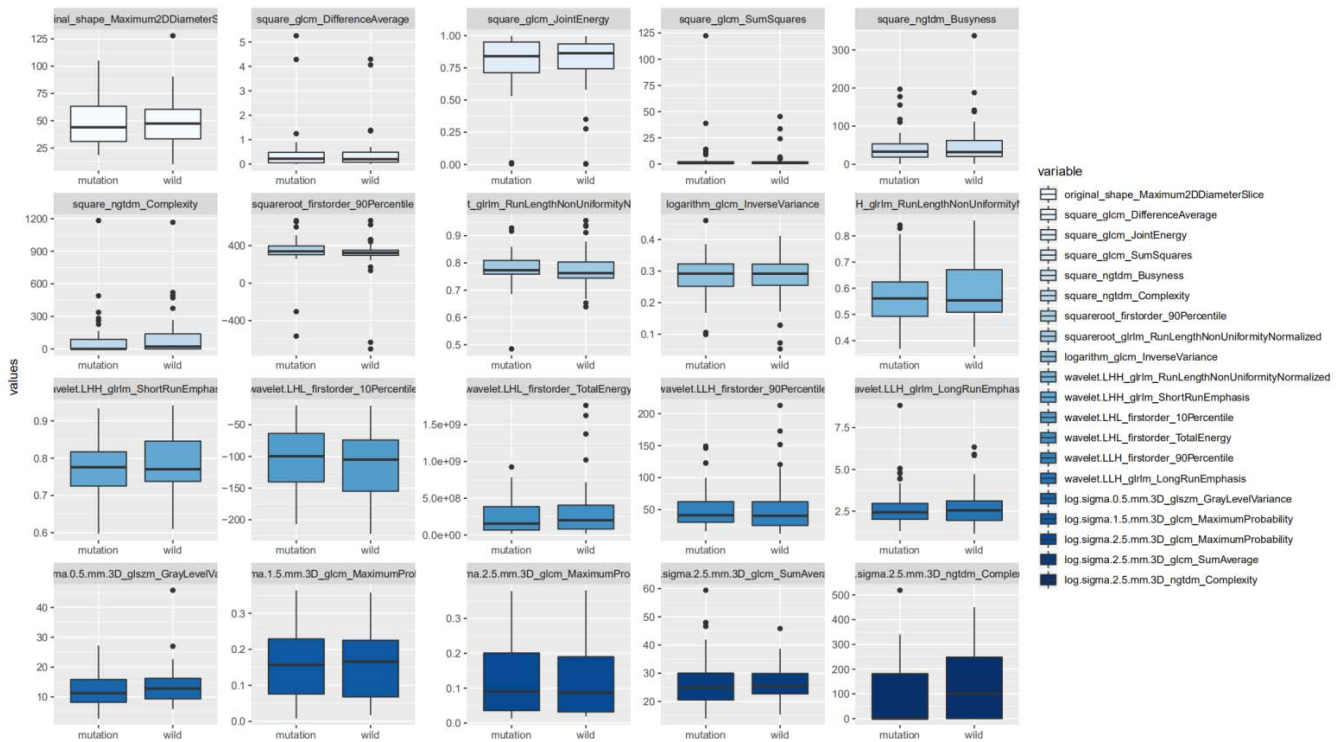 inal_shape_Maximum2DDiameterS
square_glcm_DifferenceAverage
square_glcm_JointEnergy
square_glcm_SumSquares
square_ngtdm_Busyness
125
100
75
50
25
5
4
3
2
1
0
1.00
0.75
0.50
0.25
0.00
125
100
75
50
25
0
300
200
100
0
mutation wild
mutation wild
mutation wild
mutation wild
mutation wild
square_ngtdm_Complexity
squareroot_firstorder_90Percentile
t_glrlm_RunLengthNonUniformityN
logarithm_glcm_InverseVariance
H_glrlm_RunLengthNonUniformityN
1200
900
600
300
0
400
0
−400
0.9
0.8
0.7
0.6
0.5
0.4
0.3
0.2
0.1
0.8
0.7
0.6
0.5
0.4
mutation wild
mutation wild
mutation wild
mutation wild
mutation wild
values
wavelet.LHH_glrlm_ShortRunEmphasis
wavelet.LHL_firstorder_10Percentile
wavelet.LHL_firstorder_TotalEnergy
wavelet.LLH_firstorder_90Percentile
wavelet.LLH_glrlm_LongRunEmphas
0.9
0.8
0.7
0.6
−50
−100
−150
−200
1.5e+09
1.0e+09
5.0e+08
0.0e+00
200
150
100
50
0
7.5
5.0
2.5
mutation wild
mutation wild
mutation wild
mutation wild
mutation wild
ma.0.5.mm.3D_glszm_GrayLevelVa
ma.1.5.mm.3D_glcm_MaximumProb
ma.2.5.mm.3D_glcm_MaximumPro
.sigma.2.5.mm.3D_glcm_SumAvera
.sigma.2.5.mm.3D_ngtdm_Complex
40
30
20
10
0.3
0.2
0.1
0.0
0.3
0.2
0.1
0.0
60
50
40
30
20
500
400
300
200
100
0
mutation wild
mutation wild
mutation wild
mutation wild
mutation wild
variable
original_shape_Maximum2DDiameterSlice
square_glcm_DifferenceAverage
square_glcm_JointEnergy
square_glcm_SumSquares
square_ngtdm_Busyness
square_ngtdm_Complexity
squareroot_firstorder_90Percentile
squareroot_glrlm_RunLengthNonUniformityNormalized
logarithm_glcm_InverseVariance
wavelet.LHH_glrlm_RunLengthNonUniformityNormalized
wavelet.LHH_glrlm_ShortRunEmphasis
wavelet.LHL_firstorder_10Percentile
wavelet.LHL_firstorder_TotalEnergy
wavelet.LLH_firstorder_90Percentile
wavelet.LLH_glrlm_LongRunEmphasis
log.sigma.0.5.mm.3D_glszm_GrayLevelVariance
log.sigma.1.5.mm.3D_glcm_MaximumProbability
log.sigma.2.5.mm.3D_glcm_MaximumProbability
log.sigma.2.5.mm.3D_glcm_SumAverage
log.sigma.2.5.mm.3D_ngtdm_Complexity